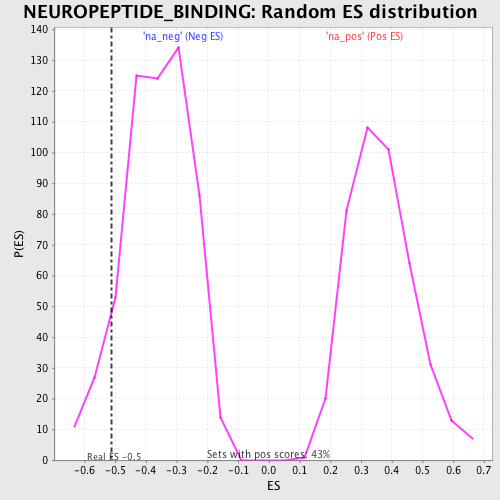 NEUROPEPTIDE_BINDING: Random ES distribution
'na_neg' (Neg ES)
'na_pos' (Pos ES)
140
130
120
110
100
90
80
70
60
50
40
30
20
10
0
P(ES)
Real ES -0.5
Sets with pos scores: 43%
-0.6 -0.5 -0.4 -0.3 -0.2 -0.1 0.0 0.1 0.2 0.3 0.4 0.5 0.6 0.7
ES